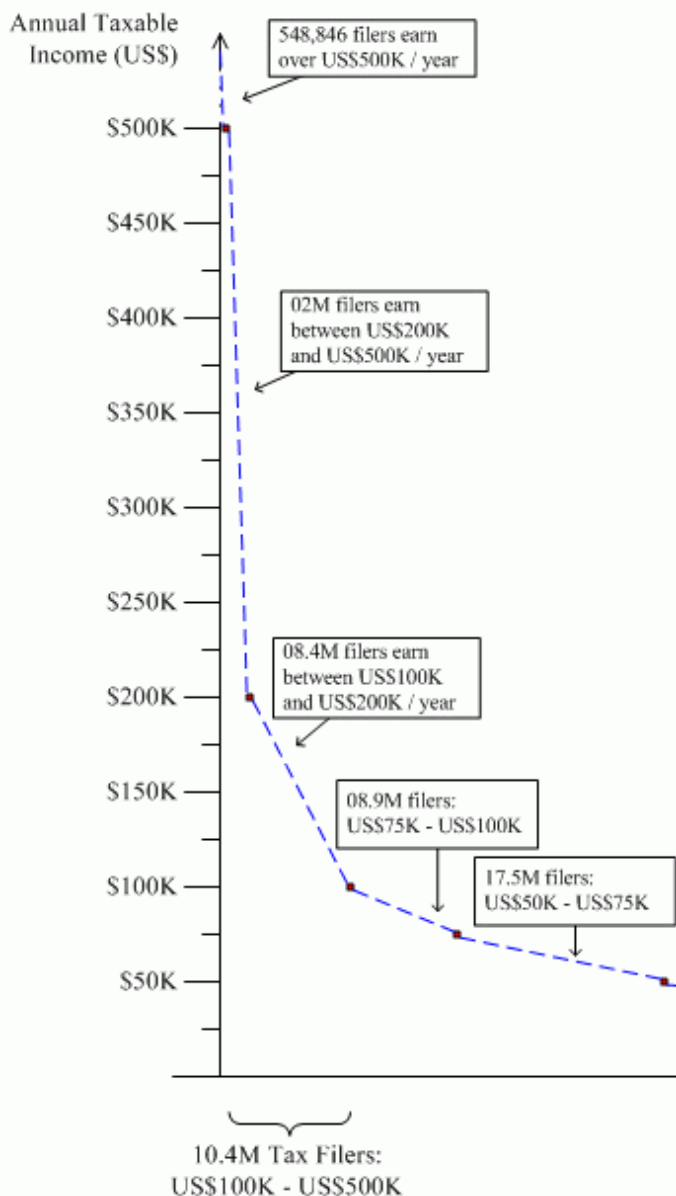 Annual Taxable
Income (US$)
548,846 filers earn
over US$500K / year
$500K
$450K
02M filers earn
between US$200K
and US$500K / year
$400K
$350K
$300K
$250K
08.4M filers earn
between US$100K
and US$200K / year
$200K
$150K
08.9M filers:
US$75K - US$100K
$100K
17.5M filers:
US$50K - US$75K
$50K
10.4M Tax Filers:
US$100K - US$500K